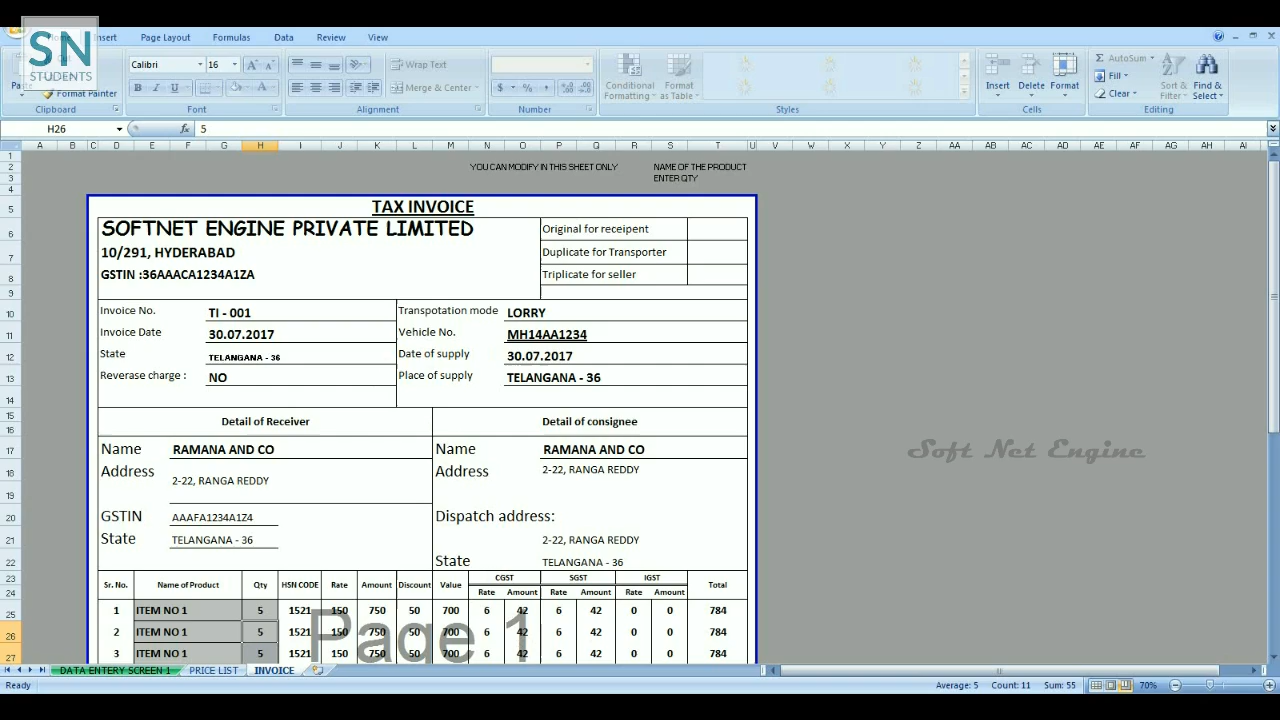 SN
STUDENTS
Insert Page Layout Formulas Data Review View
Calibri 16 Wrap Text AutoSum
Format Painter B I U Merge & Center $ % , Conditional Formatting Format as Table Insert Delete Format Fill Clear Sort & Filter Find & Select
Clipboard Font Alignment Number Styles Cells Editing
H26 fx 5
A B C D E F G H I J K L M N O P Q R S T U V W X Y Z AA AB AC AD AE AF AG AH AI
YOU CAN MODIFY IN THIS SHEET ONLY NAME OF THE PRODUCT
ENTER QTY
TAX INVOICE
SOFTNET ENGINE PRIVATE LIMITED Original for receipent
10/291, HYDERABAD Duplicate for Transporter
GSTIN :36AAACA1234A1ZA Triplicate for seller
Invoice No. TI - 001 Transpotation mode LORRY
Invoice Date 30.07.2017 Vehicle No. MH14AA1234
State TELANGANA - 36 Date of supply 30.07.2017
Reverase charge : NO Place of supply TELANGANA - 36
Detail of Receiver Detail of consignee
Name RAMANA AND CO Name RAMANA AND CO
Address 2-22, RANGA REDDY Address 2-22, RANGA REDDY
Soft Net Engine
GSTIN AAAFA1234A1Z4 Dispatch address:
State TELANGANA - 36 2-22, RANGA REDDY
State TELANGANA - 36
Sr. No. Name of Product Qty HSN CODE Rate Amount Discount Value CGST SGST IGST Total
Rate Amount Rate Amount Rate Amount
1 ITEM NO 1 5 1521 150 750 50 700 6 42 6 42 0 0 784
2 ITEM NO 1 5 1521 150 750 50 700 6 42 6 42 0 0 784
3 ITEM NO 1 5 1521 150 750 50 700 6 42 6 42 0 0 784
Page 1
DATA ENTERY SCREEN 1 PRICE LIST INVOICE
Ready Average: 5 Count: 11 Sum: 55 70%